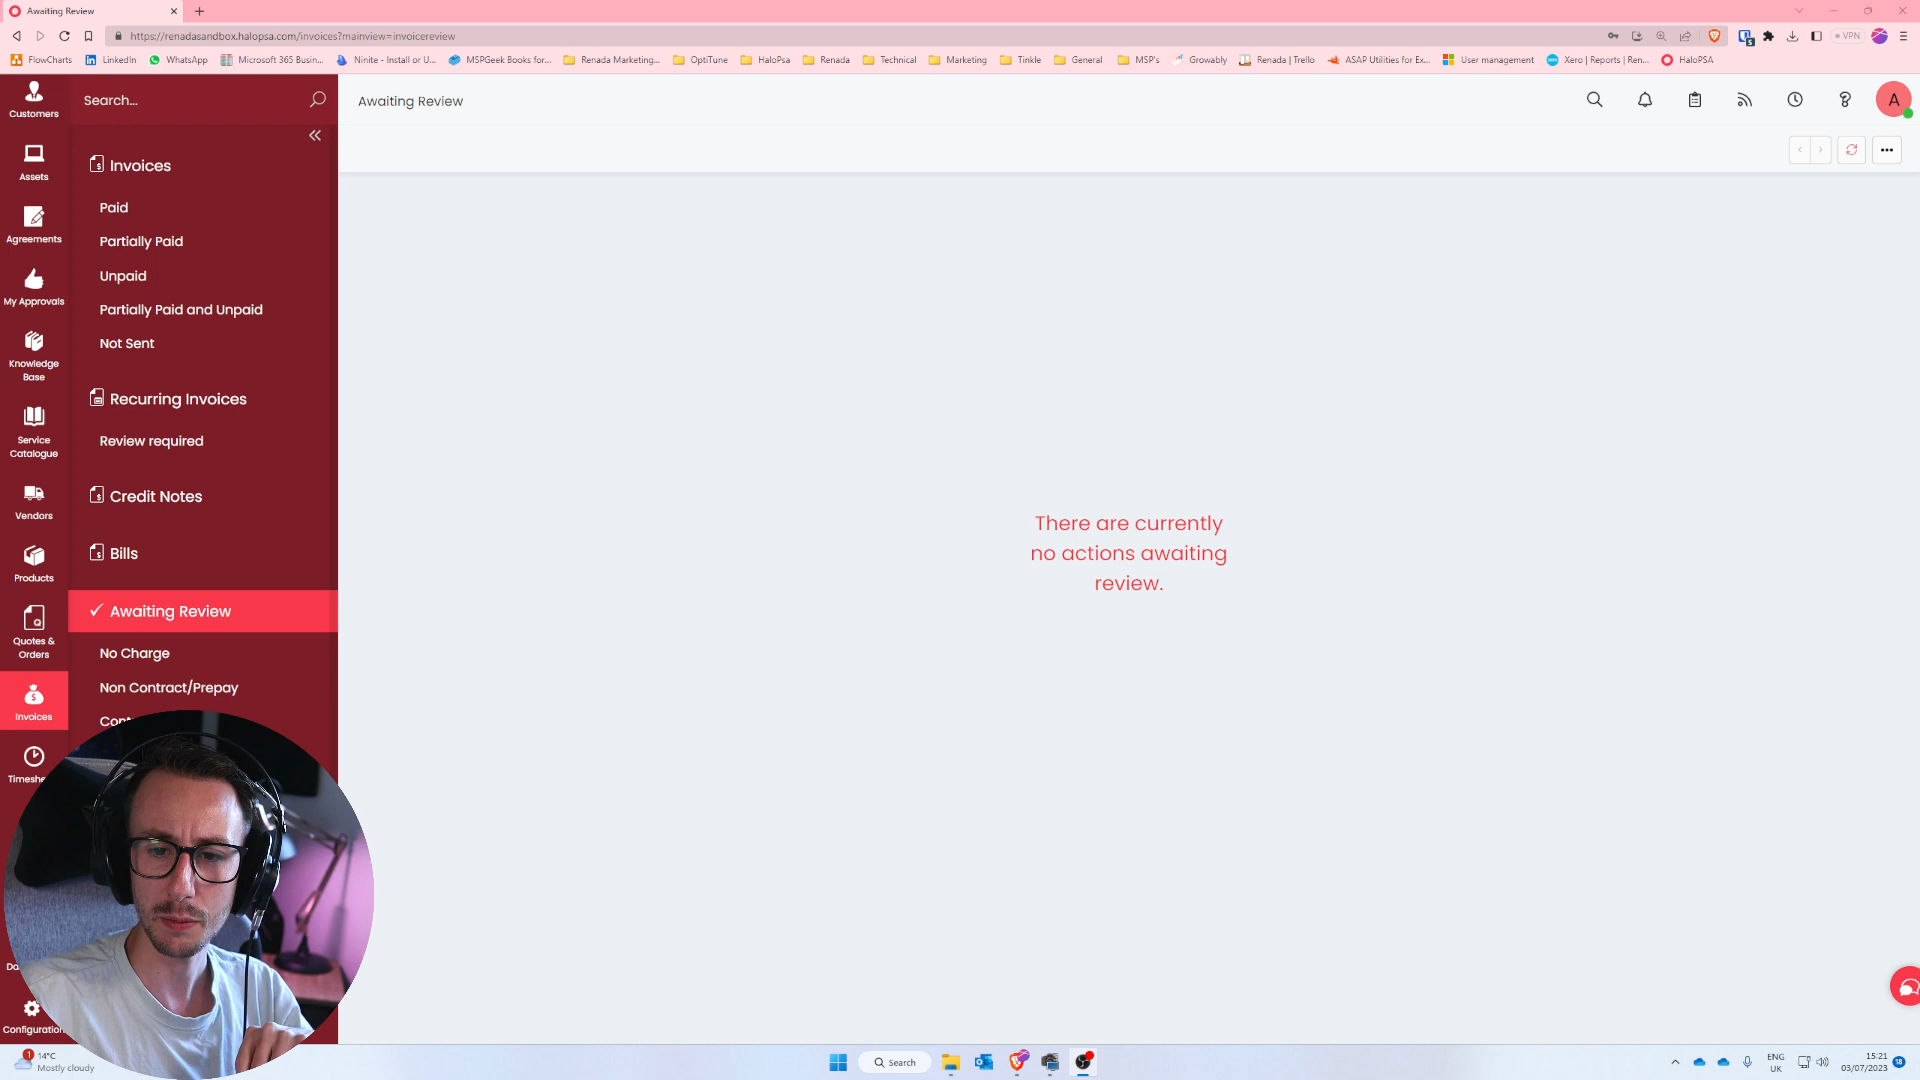 Awaiting Review
https://renadasandbox.halopsa.com/invoices?mainview=invoicereview
VPN
FlowCharts
LinkedIn
WhatsApp
Microsoft 365 Busin...
Ninite - Install or U...
MSPGeek Books for...
Renada Marketing...
OptiTune
HaloPsa
Renada
Technical
Marketing
Tinkle
General
MSP's
Growably
Renada | Trello
ASAP Utilities for Ex...
User management
Xero | Reports | Ren...
HaloPSA
Customers
Assets
Agreements
My Approvals
Knowledge
Base
Service
Catalogue
Vendors
Products
Quotes &
Orders
Invoices
Configuration
Search...
Invoices
Paid
Partially Paid
Unpaid
Partially Paid and Unpaid
Not Sent
Recurring Invoices
Review required
Credit Notes
Bills
Awaiting Review
No Charge
Non Contract/Prepay
Awaiting Review
A
There are currently
no actions awaiting
review.
1
14°C
Mostly cloudy
Search
ENG
UK
15:21
03/07/2023
18